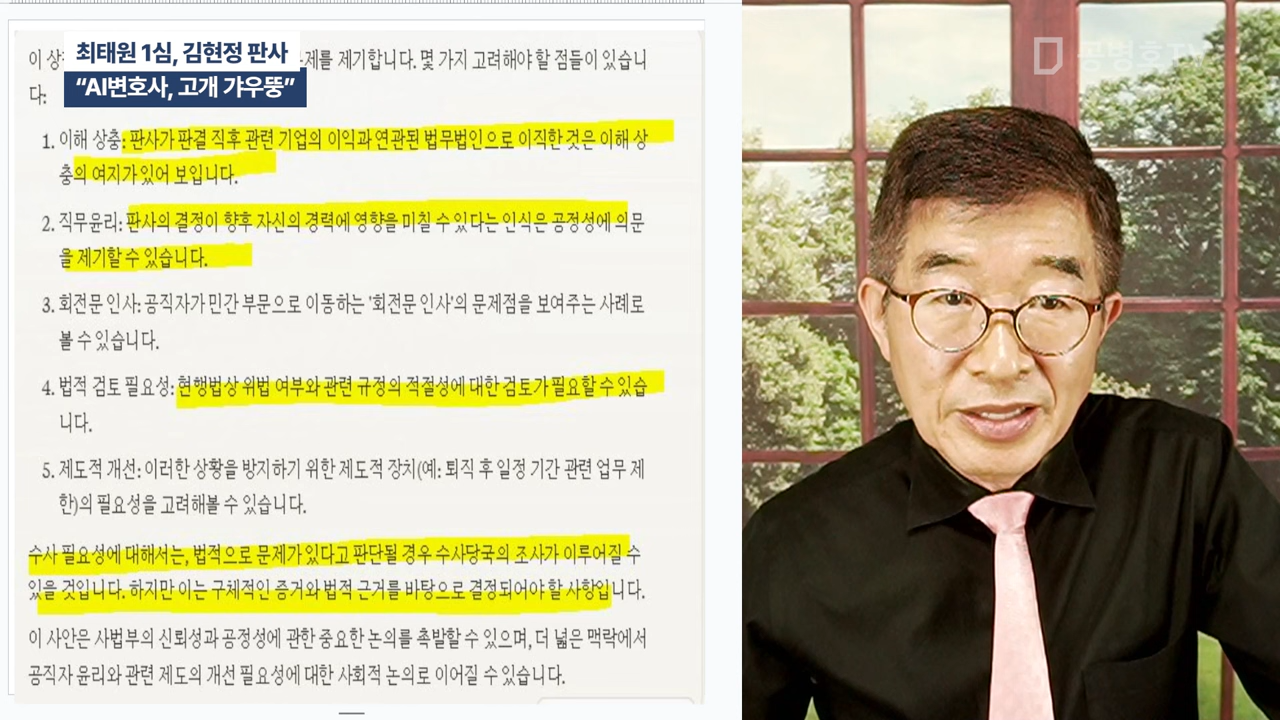 최태원 1심, 김현정 판사
“AI변호사, 고개 갸우뚱”
공병호TV
이 상 제를 제기합니다. 몇 가지 고려해야 할 점들이 있습니
다:
1. 이해 상충: 판사가 판결 직후 관련 기업의 이익과 연관된 법무법인으로 이직한 것은 이해 상
충의 여지가 있어 보입니다.
2. 직무윤리: 판사의 결정이 향후 자신의 경력에 영향을 미칠 수 있다는 인식은 공정성에 의문
을 제기할 수 있습니다.
3. 회전문 인사: 공직자가 민간 부문으로 이동하는 '회전문 인사'의 문제점을 보여주는 사례로
볼 수 있습니다.
4. 법적 검토 필요성: 현행법상 위법 여부와 관련 규정의 적절성에 대한 검토가 필요할 수 있습
니다.
5. 제도적 개선: 이러한 상황을 방지하기 위한 제도적 장치(예: 퇴직 후 일정 기간 관련 업무 제
한)의 필요성을 고려해볼 수 있습니다.
수사 필요성에 대해서는, 법적으로 문제가 있다고 판단될 경우 수사당국의 조사가 이루어질 수
있을 것입니다. 하지만 이는 구체적인 증거와 법적 근거를 바탕으로 결정되어야 할 사항입니다.
이 사안은 사법부의 신뢰성과 공정성에 관한 중요한 논의를 촉발할 수 있으며, 더 넓은 맥락에서
공직자 윤리와 관련 제도의 개선 필요성에 대한 사회적 논의로 이어질 수 있습니다.